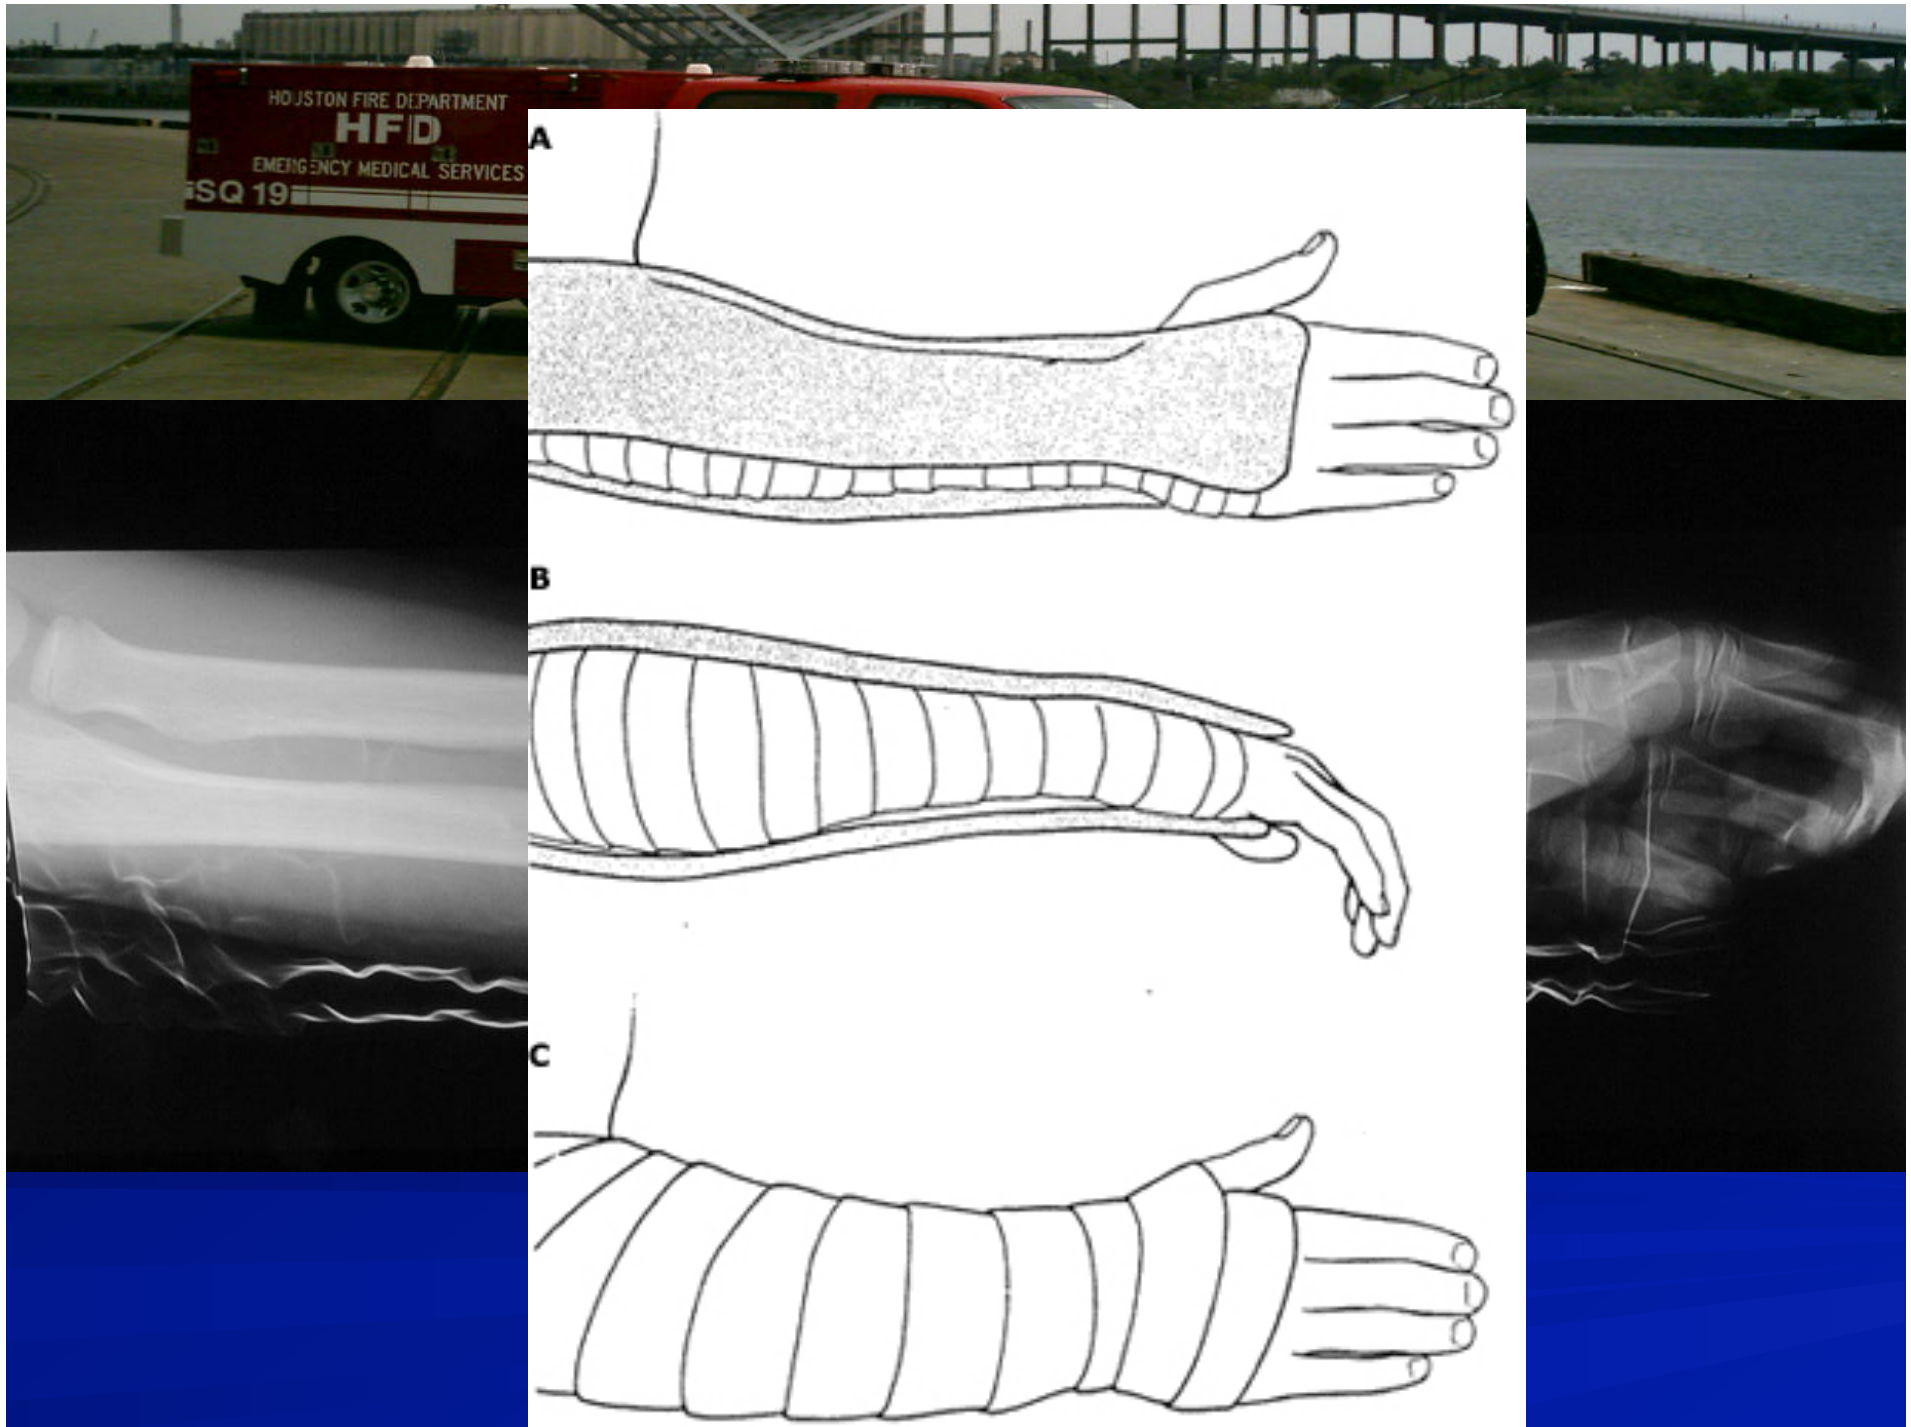 HOUSTON FIRE DEPARTMENT
HFD
EMERGENCY MEDICAL SERVICES
SQ 19
A
B
C